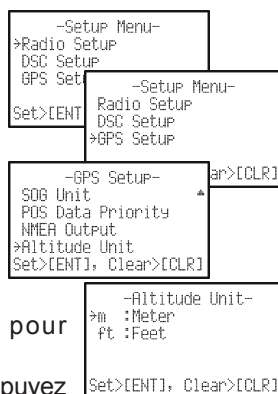 -Setup Menu-
→Radio Setup
DSC Setup
GPS Set
Set>[ENT
-Setup Menu-
Radio Setup
DSC Setup
→GPS Setup
ar>[CLR]
-GPS Setup-
SOG Unit
POS Data Priority
NMEA Output
→Altitude Unit
Set>[ENT], Clear>[CLR]
pour
-Altitude Unit-
→m :Meter
ft :Feet
Set>[ENT], Clear>[CLR]
puyez